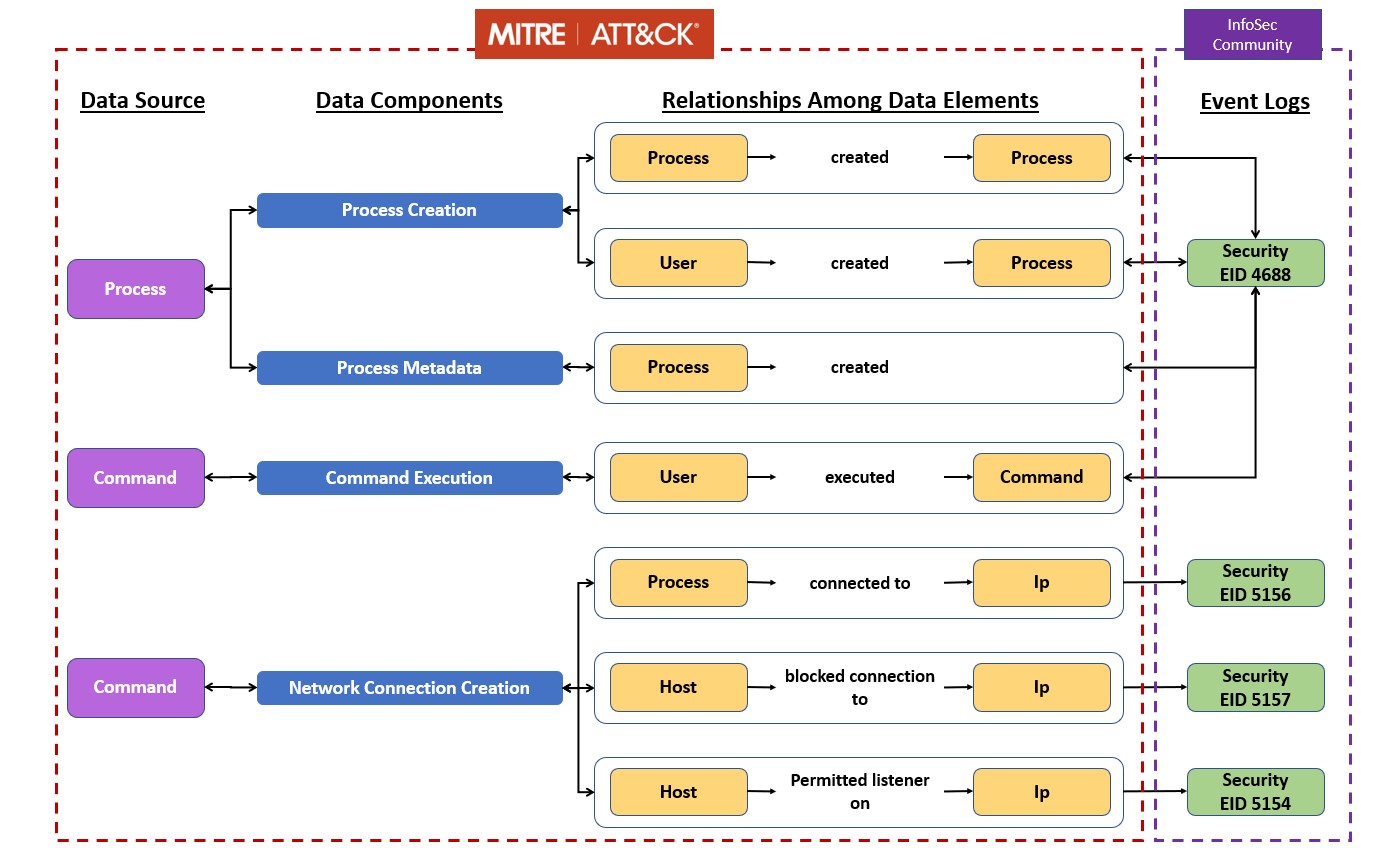 MITRE | ATT&CK®
InfoSec
Community
Data Source
Data Components
Relationships Among Data Elements
Event Logs
Process
created
Process
Process Creation
User
created
Process
Security
EID 4688
Process
Process Metadata
Process
created
Command
Command Execution
User
executed
Command
Process
connected to
Ip
Security
EID 5156
Command
Network Connection Creation
Host
blocked connection
to
Ip
Security
EID 5157
Host
Permitted listener
on
Ip
Security
EID 5154